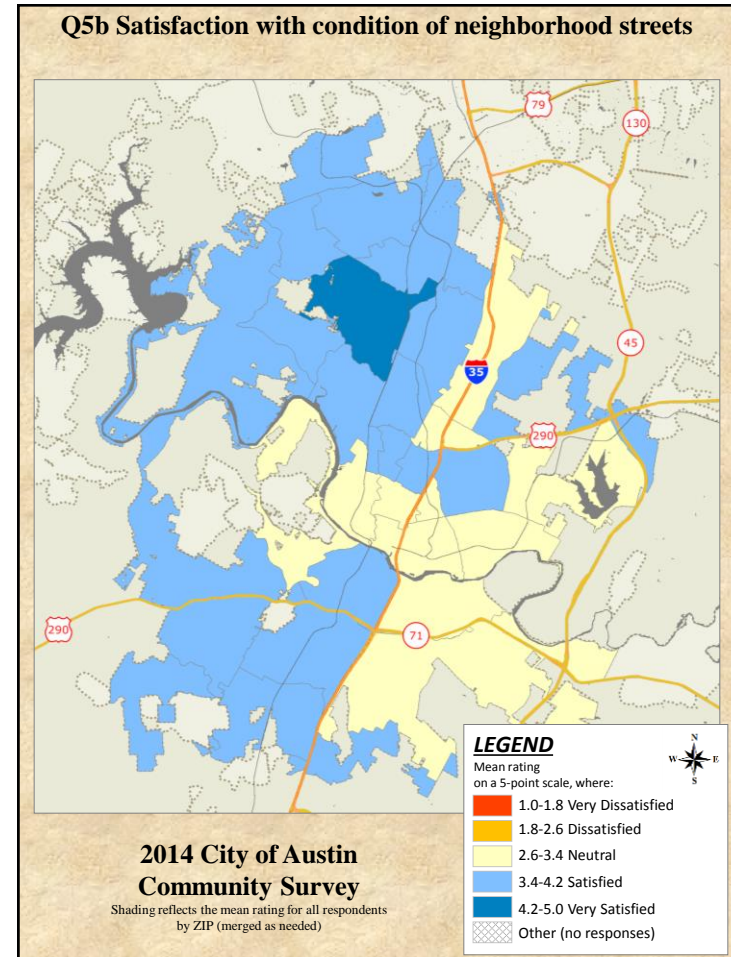 Q5b Satisfaction with condition of neighborhood streets
79
130
45
35
290
290
71
LEGEND
Mean rating
on a 5-point scale, where:
N
W E
S
1.0-1.8 Very Dissatisfied
1.8-2.6 Dissatisfied
2.6-3.4 Neutral
3.4-4.2 Satisfied
4.2-5.0 Very Satisfied
Other (no responses)
2014 City of Austin
Community Survey
Shading reflects the mean rating for all respondents
by ZIP (merged as needed)